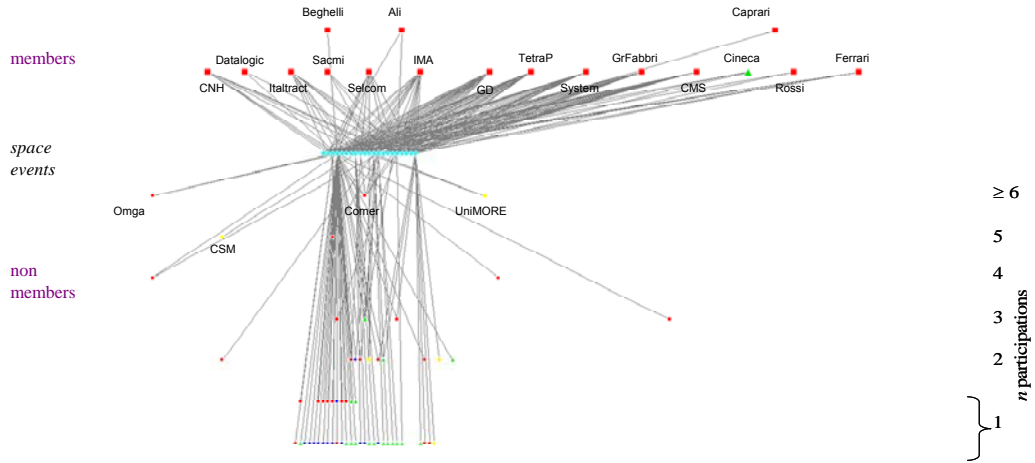 Beghelli Ali Caprari
members Datalogic Sacmi IMA TetraP GrFabbri Cineca Ferrari
CNH Italtract Selcom GD System CMS Rossi
space
events
≥ 6
Omga Comer UniMORE
CSM 5
non
members
4
3
2
1
n participations